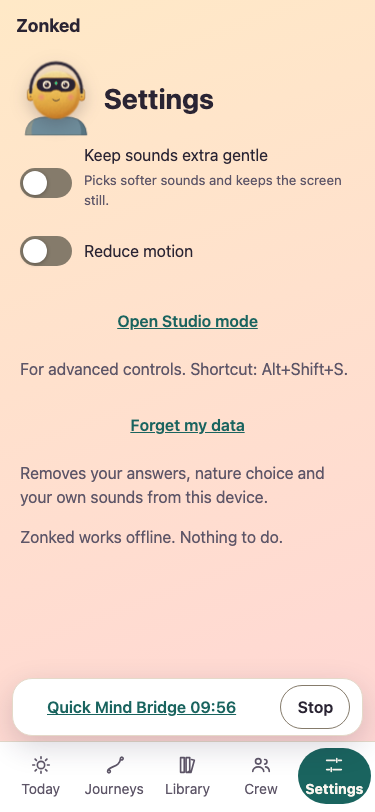 Zonked
Settings
Keep sounds extra gentle
Picks softer sounds and keeps the screen
still.
Reduce motion
Open Studio mode
For advanced controls. Shortcut: Alt+Shift+S.
Forget my data
Removes your answers, nature choice and
your own sounds from this device.
Zonked works offline. Nothing to do.
Quick Mind Bridge 09:56
Stop
Today
Journeys
Library
Crew
Settings